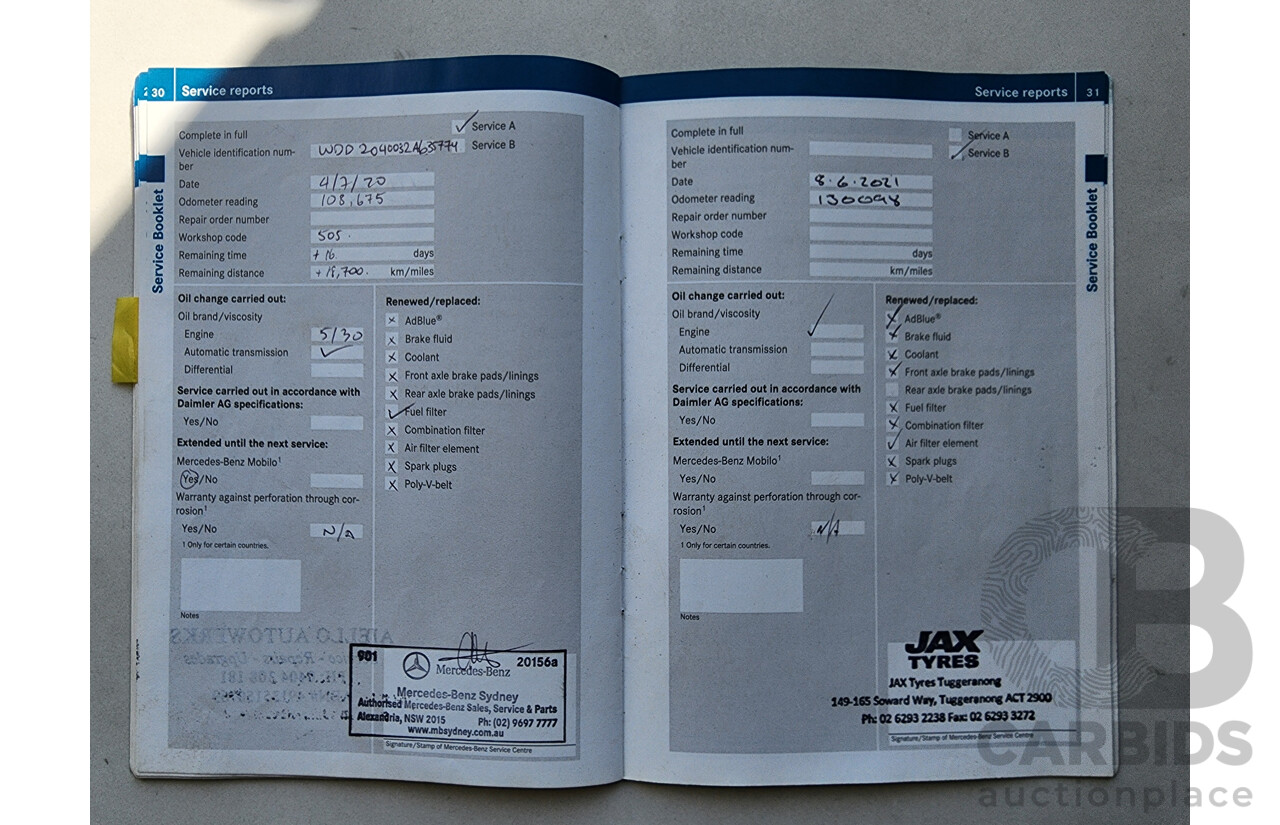 30 Service reports
Complete in full
✓ Service A
Vehicle identification num-
ber
WDD 2040032A635774
Service B
Date 4/7/20
Odometer reading 108,675
Repair order number
Workshop code 505.
Remaining time + 16 days
Remaining distance + 18,700. km/miles
Oil change carried out:
Oil brand/viscosity
Engine 5/30
Automatic transmission ✓
Differential
Service carried out in accordance with
Daimler AG specifications:
Yes/No
Extended until the next service:
Mercedes-Benz Mobilo¹
Yes/No
Warranty against perforation through cor-
rosion¹
Yes/No N/a
1 Only for certain countries.
Notes
Renewed/replaced:
X AdBlue®
X Brake fluid
X Coolant
X Front axle brake pads/linings
X Rear axle brake pads/linings
✓ Fuel filter
X Combination filter
X Air filter element
X Spark plugs
X Poly-V-belt
901
20156a
Mercedes-Benz
Mercedes-Benz Sydney
Authorised Mercedes-Benz Sales, Service & Parts
Alexandria, NSW 2015 Ph: (02) 9697 7777
www.mbsydney.com.au
Signature/Stamp of Mercedes-Benz Service Centre
AIELLO AUTOWERKS
Service Booklet
Service reports 31
Complete in full
Service A
Vehicle identification num-
ber
✓ Service B
Date 8.6.2021
Odometer reading 130098
Repair order number
Workshop code
Remaining time days
Remaining distance km/miles
Oil change carried out:
Oil brand/viscosity
Engine ✓
Automatic transmission
Differential
Service carried out in accordance with
Daimler AG specifications:
Yes/No
Extended until the next service:
Mercedes-Benz Mobilo¹
Yes/No
Warranty against perforation through cor-
rosion¹
Yes/No N/A
1 Only for certain countries.
Notes
Renewed/replaced:
X AdBlue®
✓ Brake fluid
X Coolant
X Front axle brake pads/linings
Rear axle brake pads/linings
X Fuel filter
X Combination filter
✓ Air filter element
X Spark plugs
X Poly-V-belt
JAX
TYRES
JAX Tyres Tuggeranong
149-165 Soward Way, Tuggeranong ACT 2900
Ph: 02 6293 2238 Fax: 02 6293 3272
Signature/Stamp of Mercedes-Benz Service Centre
Service Booklet
CB
CARBIDS
auctionplace